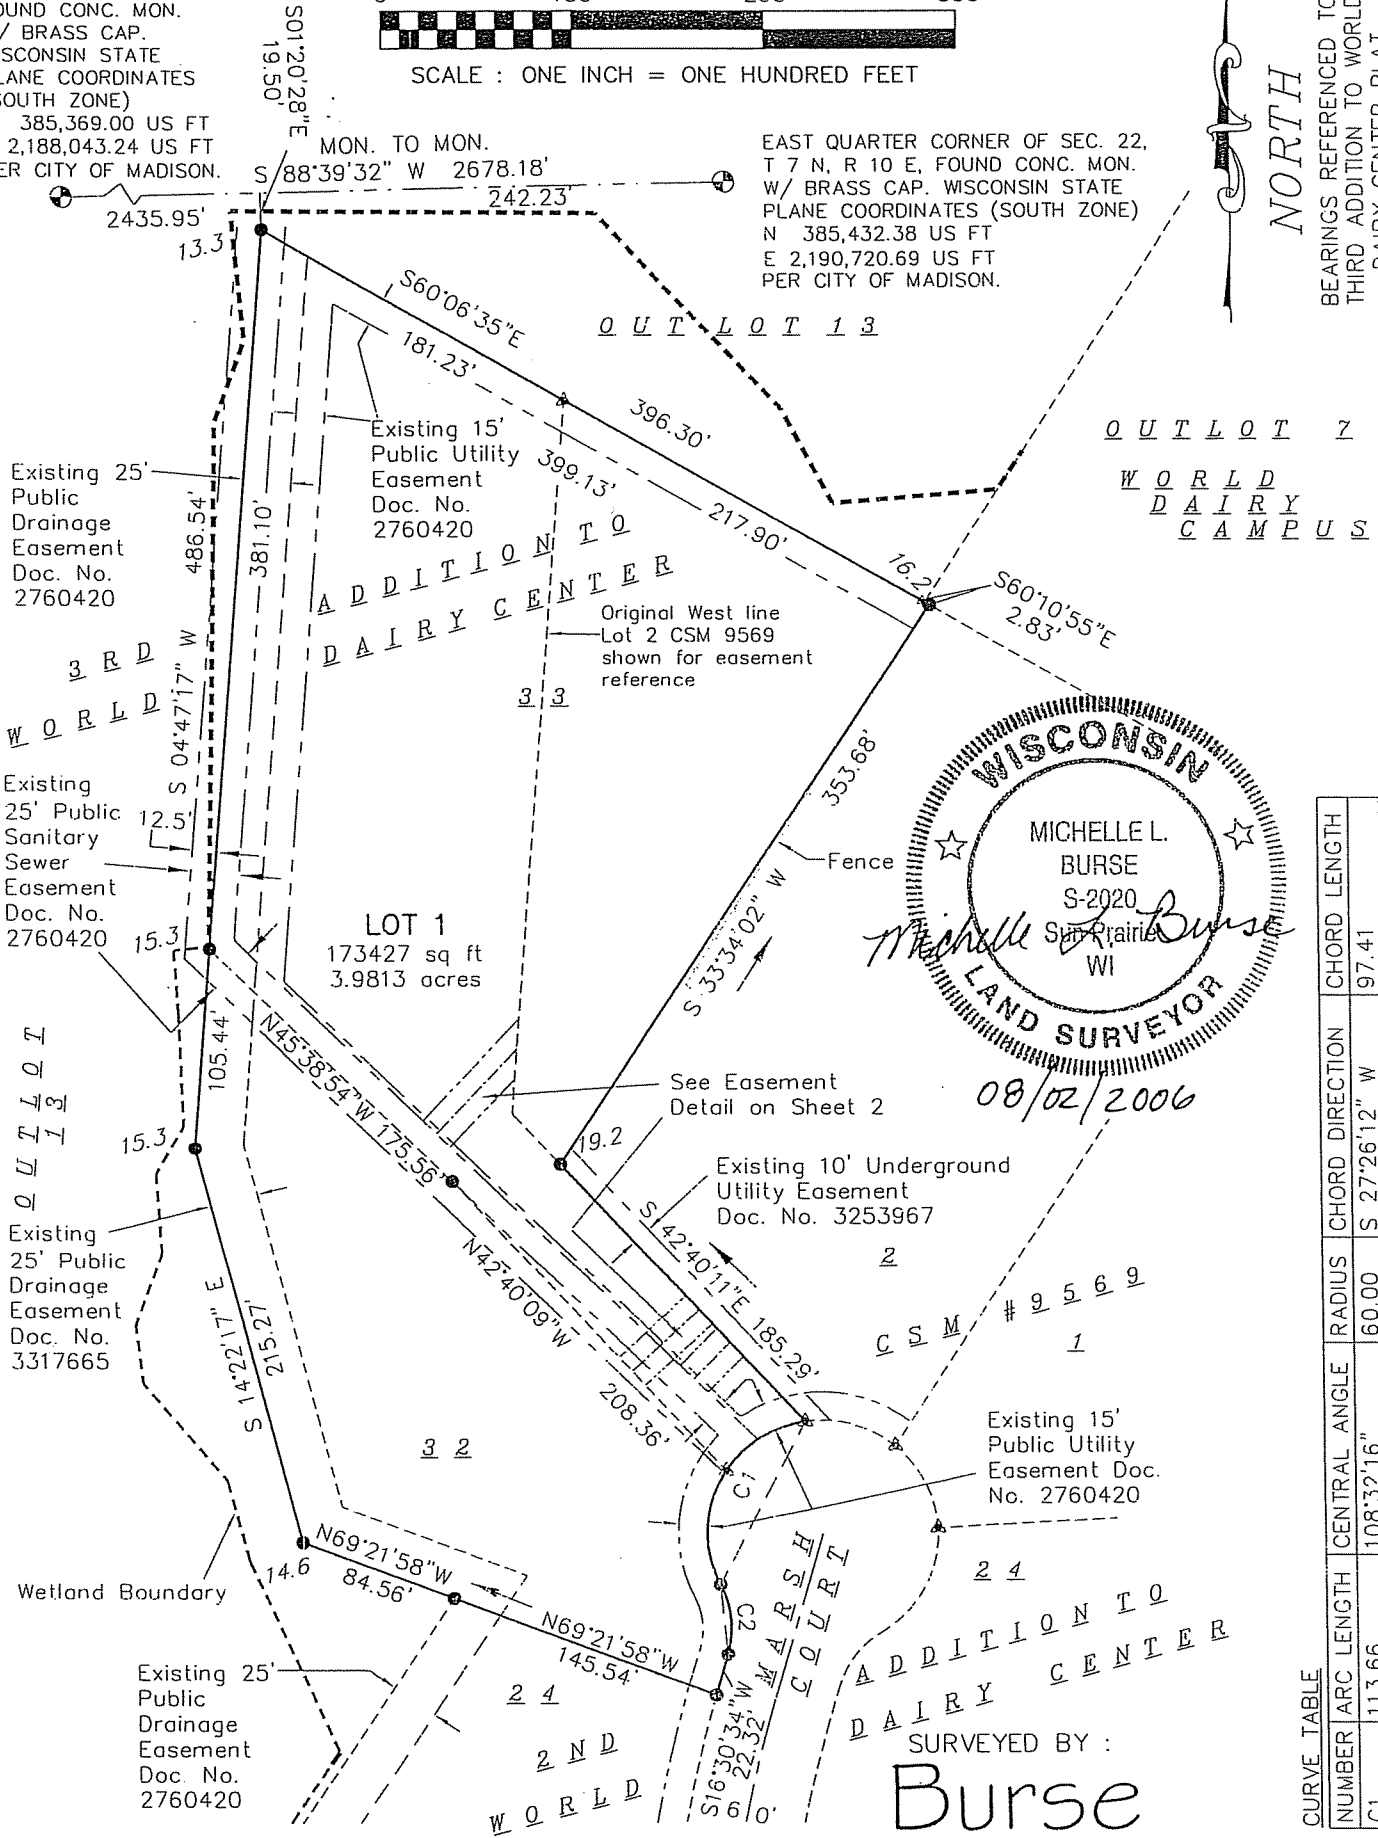 OUND CONC. MON.
/ BRASS CAP.
SCONSIN STATE
LANE COORDINATES
SOUTH ZONE)
385,369.00 US FT
2,188,043.24 US FT
ER CITY OF MADISON.
S01°20'28"E
19.50'
SCALE : ONE INCH = ONE HUNDRED FEET
MON. TO MON.
S 88°39'32" W 2678.18'
242.23'
2435.95'
EAST QUARTER CORNER OF SEC. 22,
T 7 N, R 10 E, FOUND CONC. MON.
W/ BRASS CAP. WISCONSIN STATE
PLANE COORDINATES (SOUTH ZONE)
N 385,432.38 US FT
E 2,190,720.69 US FT
PER CITY OF MADISON.
NORTH
BEARINGS REFERENCED TO
THIRD ADDITION TO WORLD
DAIRY CENTER PLAT
13.3
S60°06'35"E
181.23'
396.30'
399.13'
217.90'
OUT LOT 13
OUTLOT 7
WORLD
DAIRY
CAMPUS
Existing 15'
Public Utility
Easement
Doc. No.
2760420
Existing 25'
Public
Drainage
Easement
Doc. No.
2760420
486.54'
381.10'
S 04°47'17" W
3RD
WORLD
ADDITION TO
DAIRY CENTER
Original West line
Lot 2 CSM 9569
shown for easement
reference
33
16.2'
S60°10'55"E
2.83'
353.68'
S 33°34'02" W
Fence
WISCONSIN
MICHELLE L.
BURSE
S-2020
Sun Prairie
WI
LAND SURVEYOR
Michelle L. Burse
08/02/2006
Existing
25' Public
Sanitary
Sewer
Easement
Doc. No.
2760420
12.5'
15.3
LOT 1
173427 sq ft
3.9813 acres
105.44'
N45°38'54"W 175.56'
See Easement
Detail on Sheet 2
19.2
Existing 10' Underground
Utility Easement
Doc. No. 3253967
S 42°40'11"E 185.29'
N42°40'09"W
208.36'
2
CSM #9569
1
OUTLOT
13
15.3
Existing
25' Public
Drainage
Easement
Doc. No.
3317665
S 14°22'17" E
215.27'
32
C1
Existing 15'
Public Utility
Easement Doc.
No. 2760420
Wetland Boundary
14.6
N69°21'58"W
84.56'
N69°21'58"W
145.54'
C2
MARSH
COURT
S16°30'34"W
22.32'
60'
24
ADDITION TO
DAIRY CENTER
Existing 25'
Public
Drainage
Easement
Doc. No.
2760420
24
2ND
WORLD
SURVEYED BY :
Burse
CURVE TABLE
NUMBER ARC LENGTH CENTRAL ANGLE RADIUS CHORD DIRECTION CHORD LENGTH
C1 113.66 108°32'16" 60.00 S 27°26'12" W 97.41